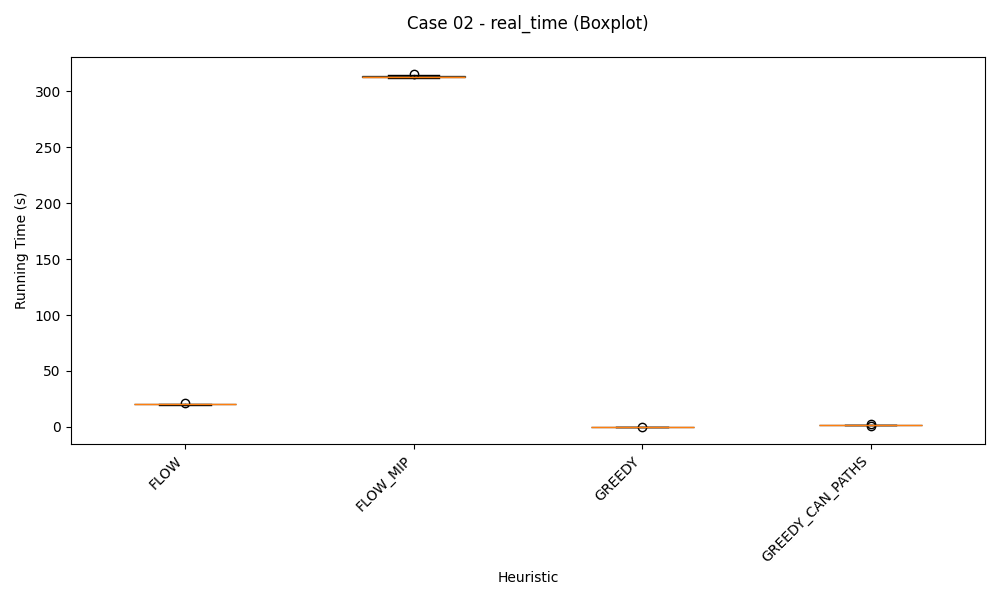 Case 02 - real_time (Boxplot)
Running Time (s)
300
250
200
150
100
50
0
FLOW
FLOW_MIP
GREEDY
GREEDY_CAN_PATHS
Heuristic